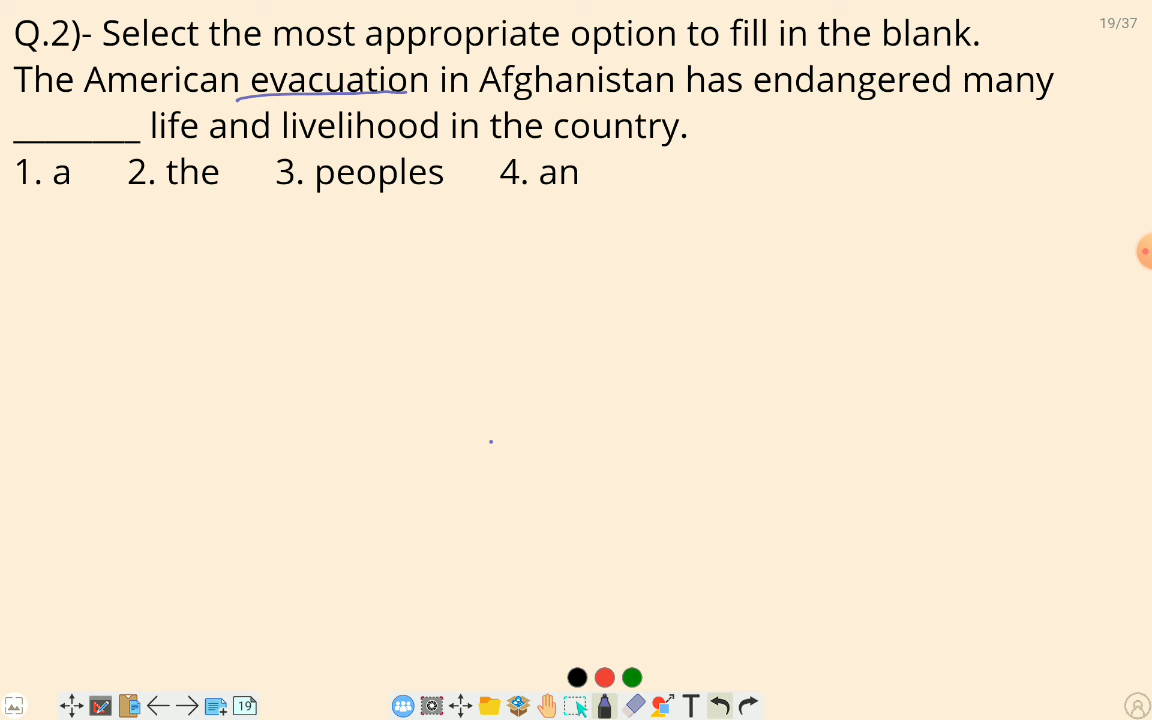 19/37
Q.2)- Select the most appropriate option to fill in the blank.
The American evacuation in Afghanistan has endangered many
________ life and livelihood in the country.
1. a 2. the 3. peoples 4. an
19
T